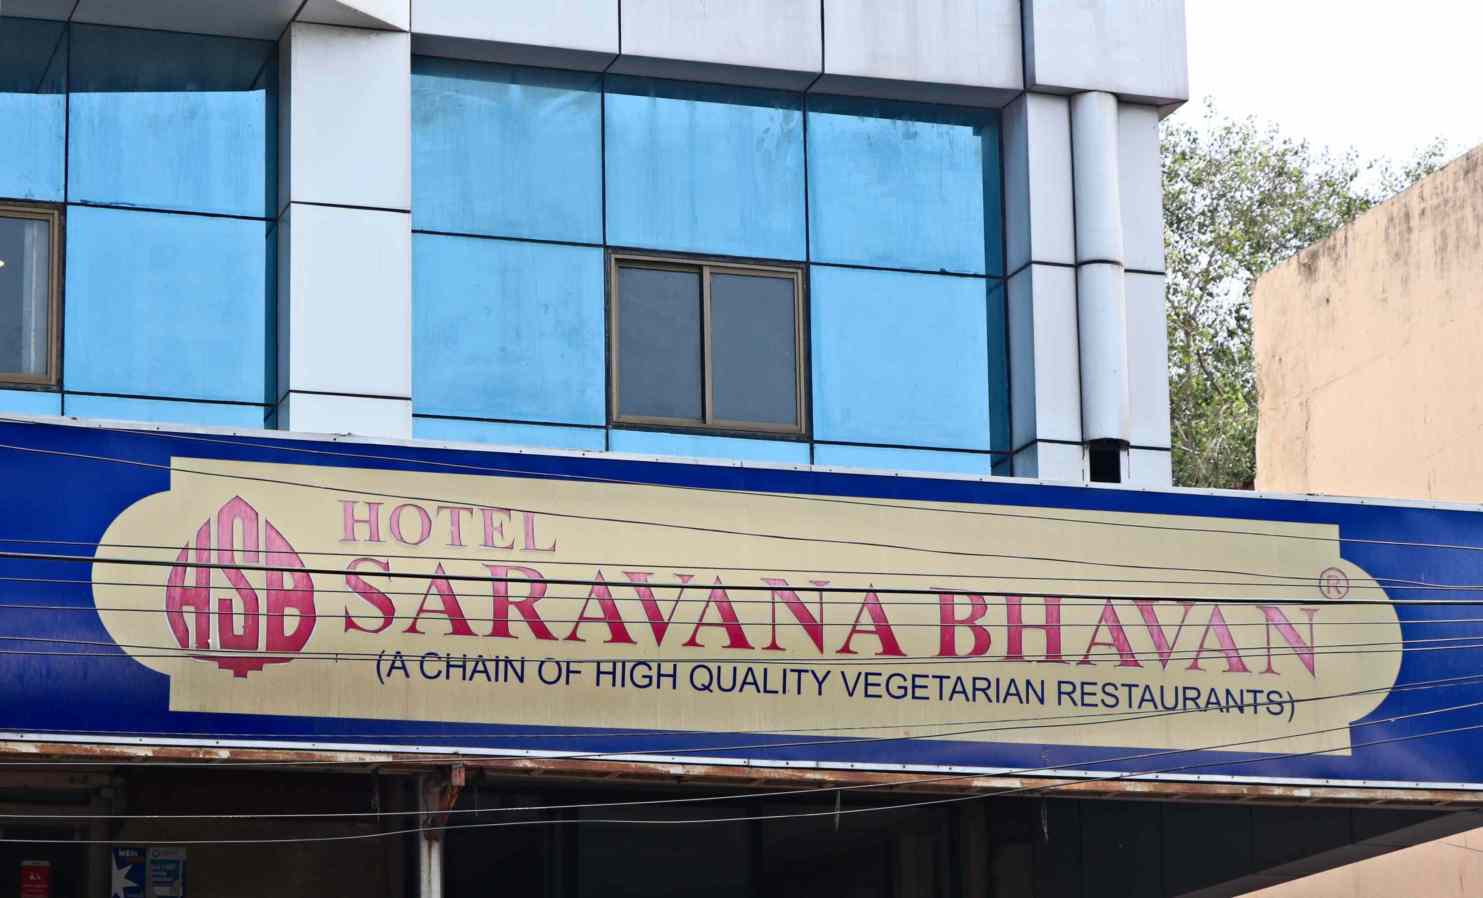 HSB
HOTEL
SARAVANA BHAVAN®
(A CHAIN OF HIGH QUALITY VEGETARIAN RESTAURANTS)